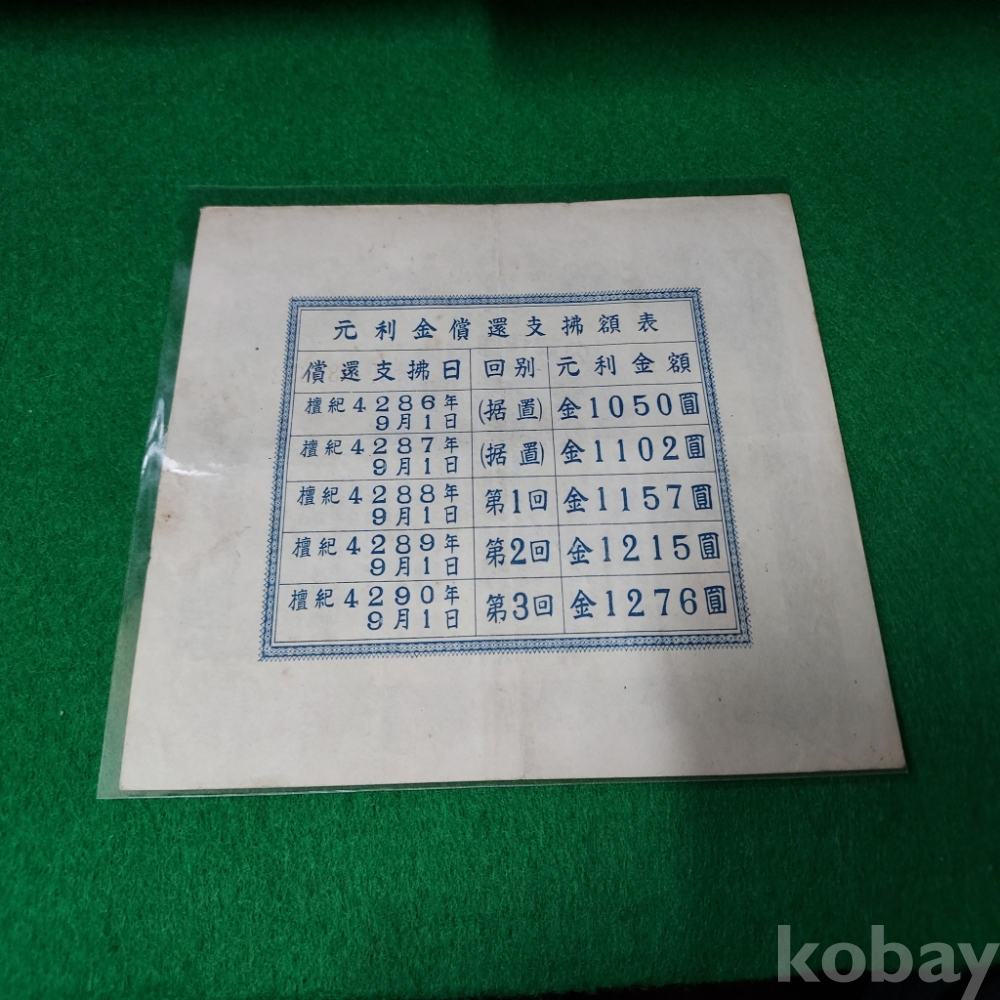 元利金償還支拂額表
償還支拂日 回別 元利金額
檀紀4286年9月1日 (据置) 金1050圓
檀紀4287年9月1日 (据置) 金1102圓
檀紀4288年9月1日 第1回 金1157圓
檀紀4289年9月1日 第2回 金1215圓
檀紀4290年9月1日 第3回 金1276圓
kobay